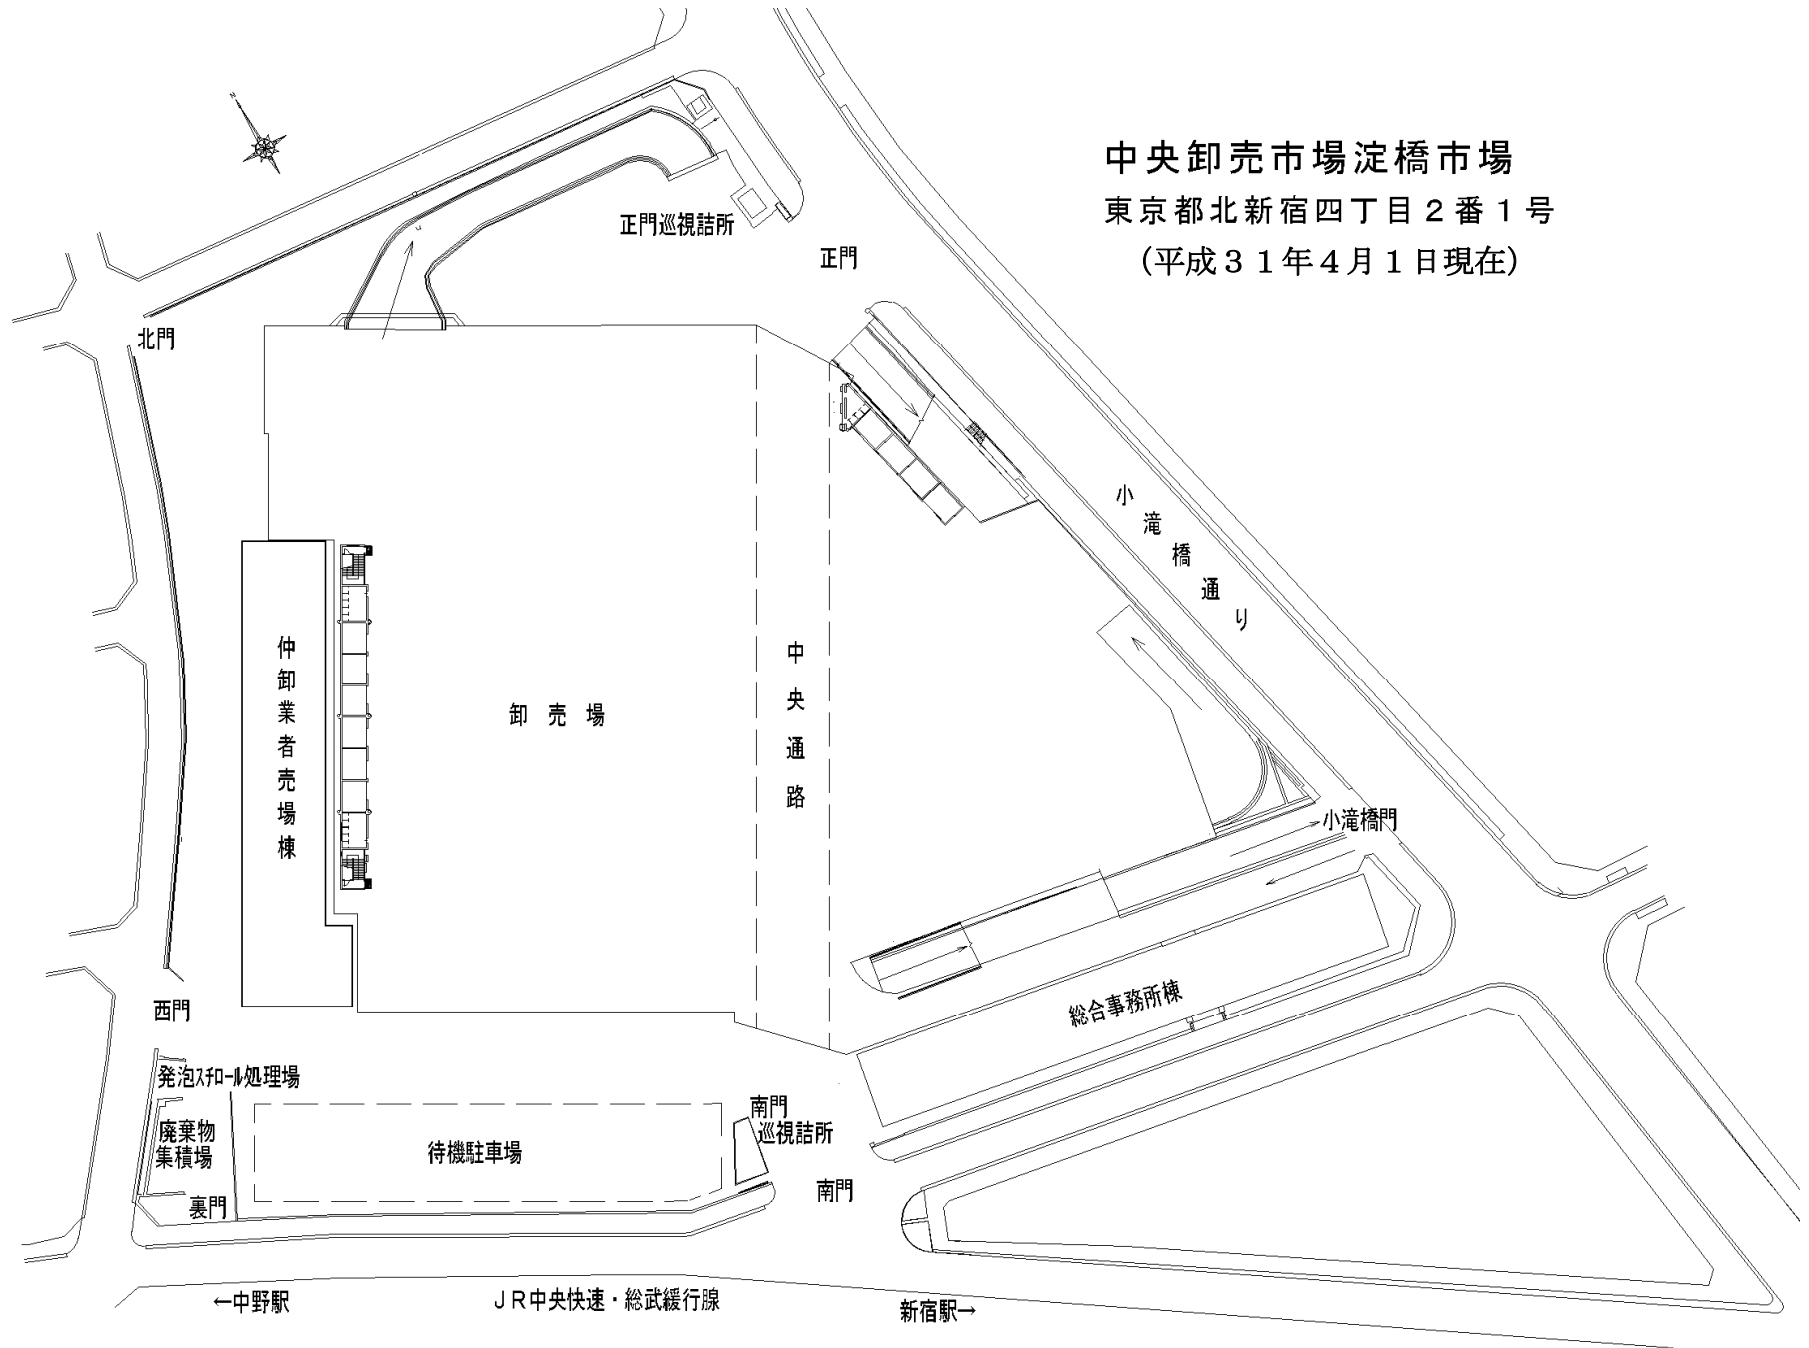 中央卸売市場淀橋市場
東京都北新宿四丁目２番１号
（平成３１年４月１日現在）
N
正門巡視詰所
正門
北門
小滝橋通り
仲卸業者売場棟
卸売場
中央通路
小滝橋門
総合事務所棟
西門
発泡ｽﾁﾛｰﾙ処理場
廃棄物
集積場
裏門
待機駐車場
南門
巡視詰所
南門
←中野駅
ＪＲ中央快速・総武緩行線
新宿駅→